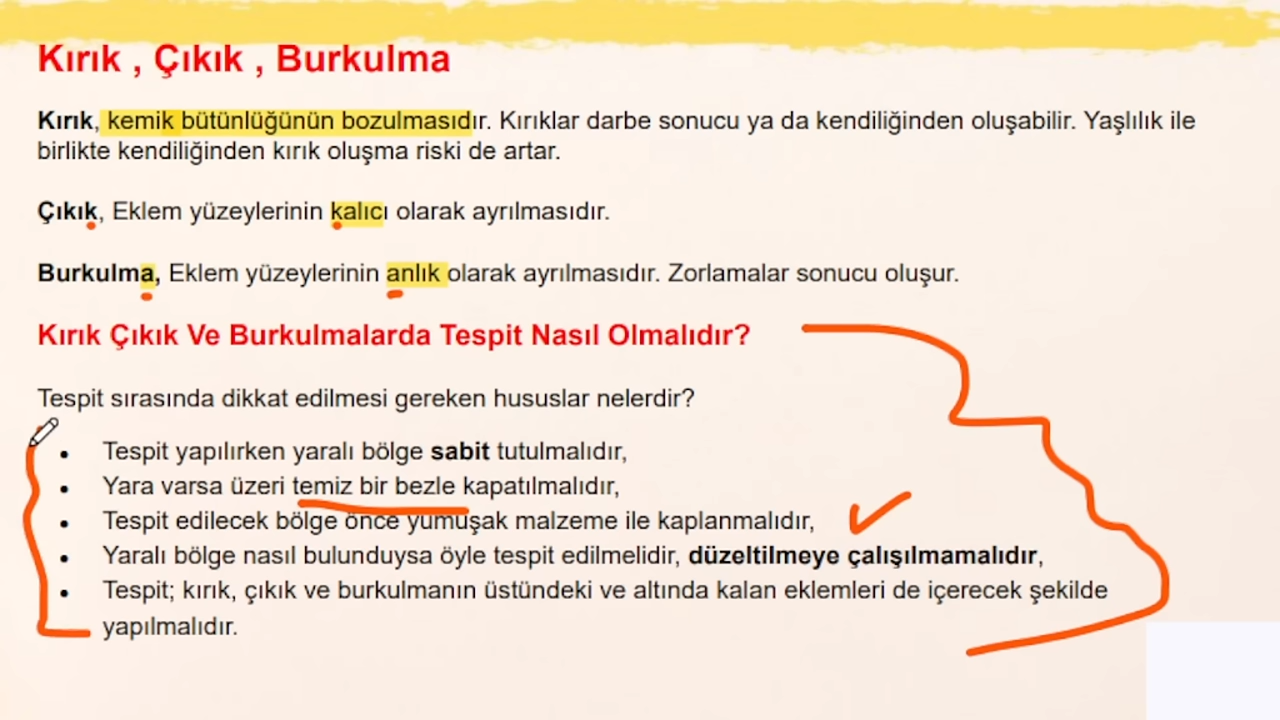 Kırık , Çıkık , Burkulma
Kırık, kemik bütünlüğünün bozulmasıdır. Kırıklar darbe sonucu ya da kendiliğinden oluşabilir. Yaşlılık ile
birlikte kendiliğinden kırık oluşma riski de artar.
Çıkık, Eklem yüzeylerinin kalıcı olarak ayrılmasıdır.
Burkulma, Eklem yüzeylerinin anlık olarak ayrılmasıdır. Zorlamalar sonucu oluşur.
Kırık Çıkık Ve Burkulmalarda Tespit Nasıl Olmalıdır?
Tespit sırasında dikkat edilmesi gereken hususlar nelerdir?
• Tespit yapılırken yaralı bölge sabit tutulmalıdır,
• Yara varsa üzeri temiz bir bezle kapatılmalıdır,
• Tespit edilecek bölge önce yumuşak malzeme ile kaplanmalıdır,
• Yaralı bölge nasıl bulunduysa öyle tespit edilmelidir, düzeltilmeye çalışılmamalıdır,
• Tespit; kırık, çıkık ve burkulmanın üstündeki ve altında kalan eklemleri de içerecek şekilde
yapılmalıdır.